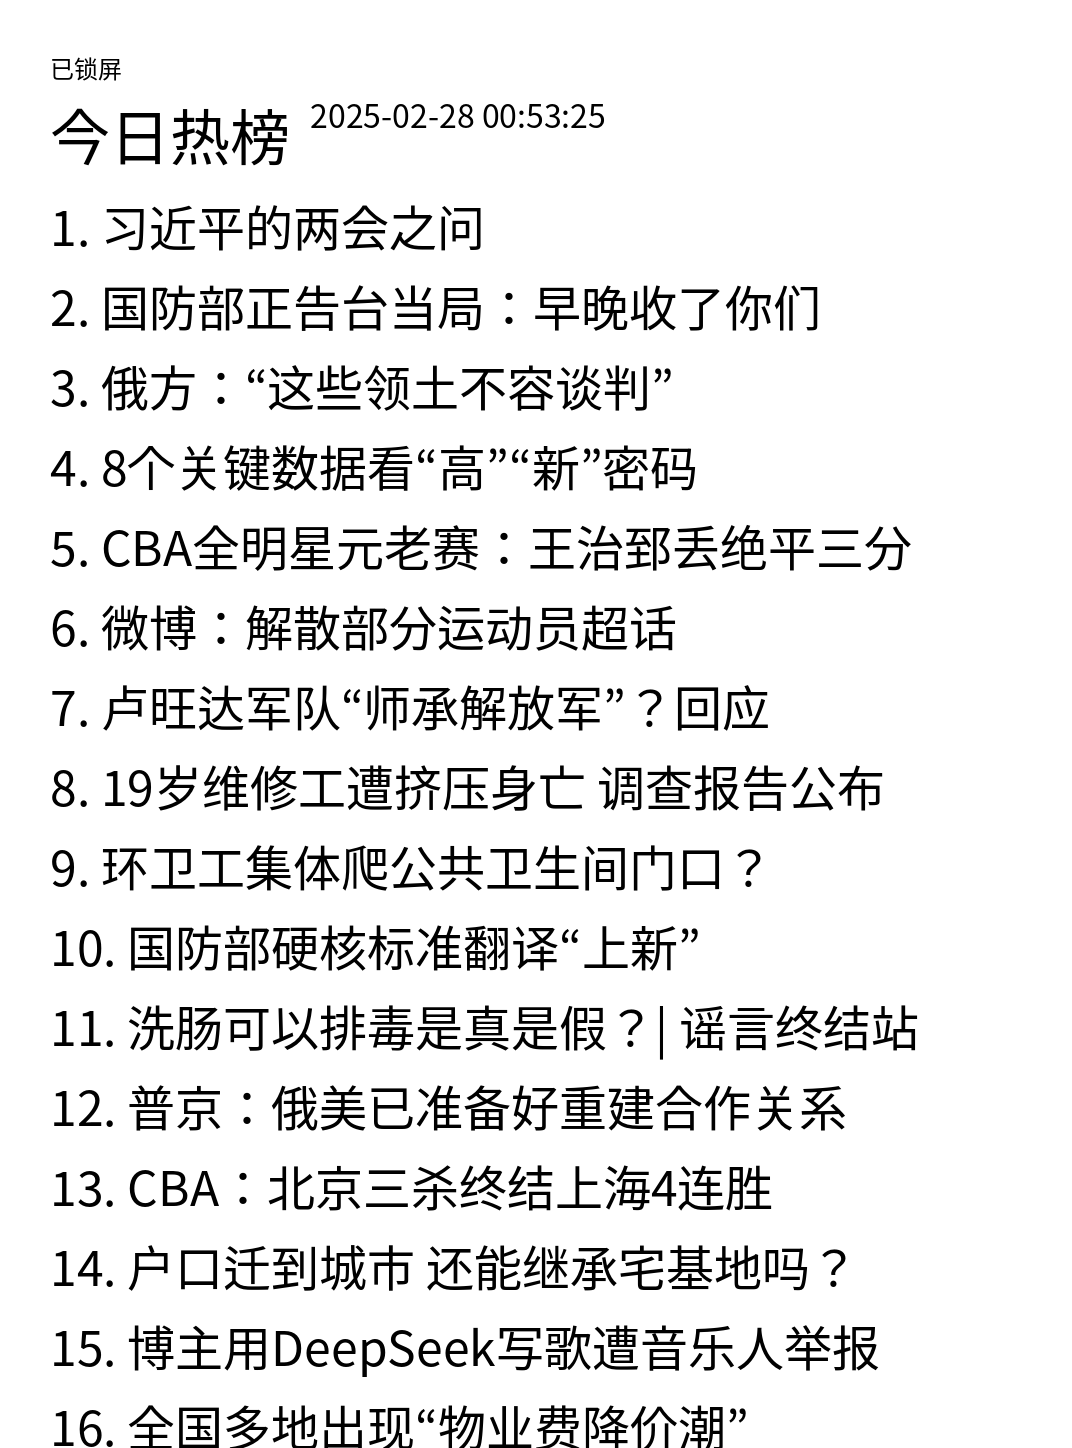 已锁屏
今日热榜 2025-02-28 00:53:25
1. 习近平的两会之问
2. 国防部正告台当局：早晚收了你们
3. 俄方：“这些领土不容谈判”
4. 8个关键数据看“高”“新”密码
5. CBA全明星元老赛：王治郅丢绝平三分
6. 微博：解散部分运动员超话
7. 卢旺达军队“师承解放军”？回应
8. 19岁维修工遭挤压身亡 调查报告公布
9. 环卫工集体爬公共卫生间门口？
10. 国防部硬核标准翻译“上新”
11. 洗肠可以排毒是真是假？| 谣言终结站
12. 普京：俄美已准备好重建合作关系
13. CBA：北京三杀终结上海4连胜
14. 户口迁到城市 还能继承宅基地吗？
15. 博主用DeepSeek写歌遭音乐人举报
16. 全国多地出现“物业费降价潮”